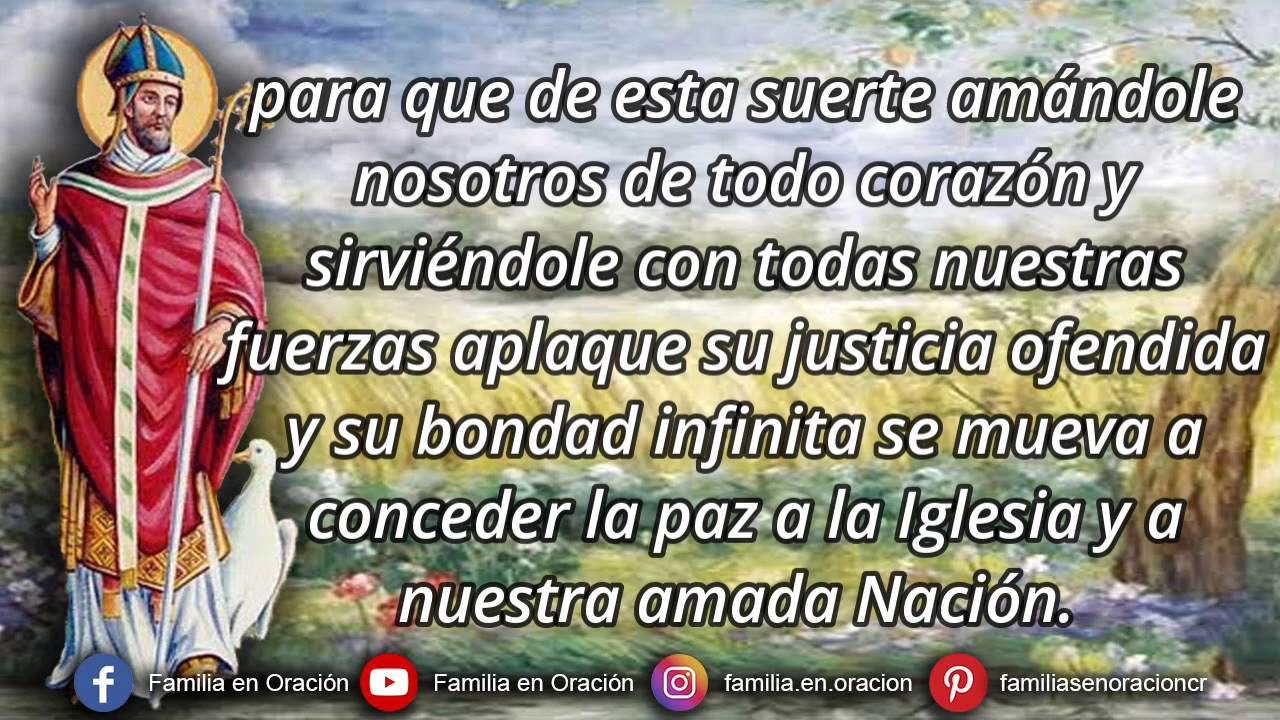 para que de esta suerte amándole
nosotros de todo corazón y
sirviéndole con todas nuestras
fuerzas aplaque su justicia ofendida
y su bondad infinita se mueva a
conceder la paz a la Iglesia y a
nuestra amada Nación.
Familia en Oración Familia en Oración familia.en.oracion familiasenoracioncr